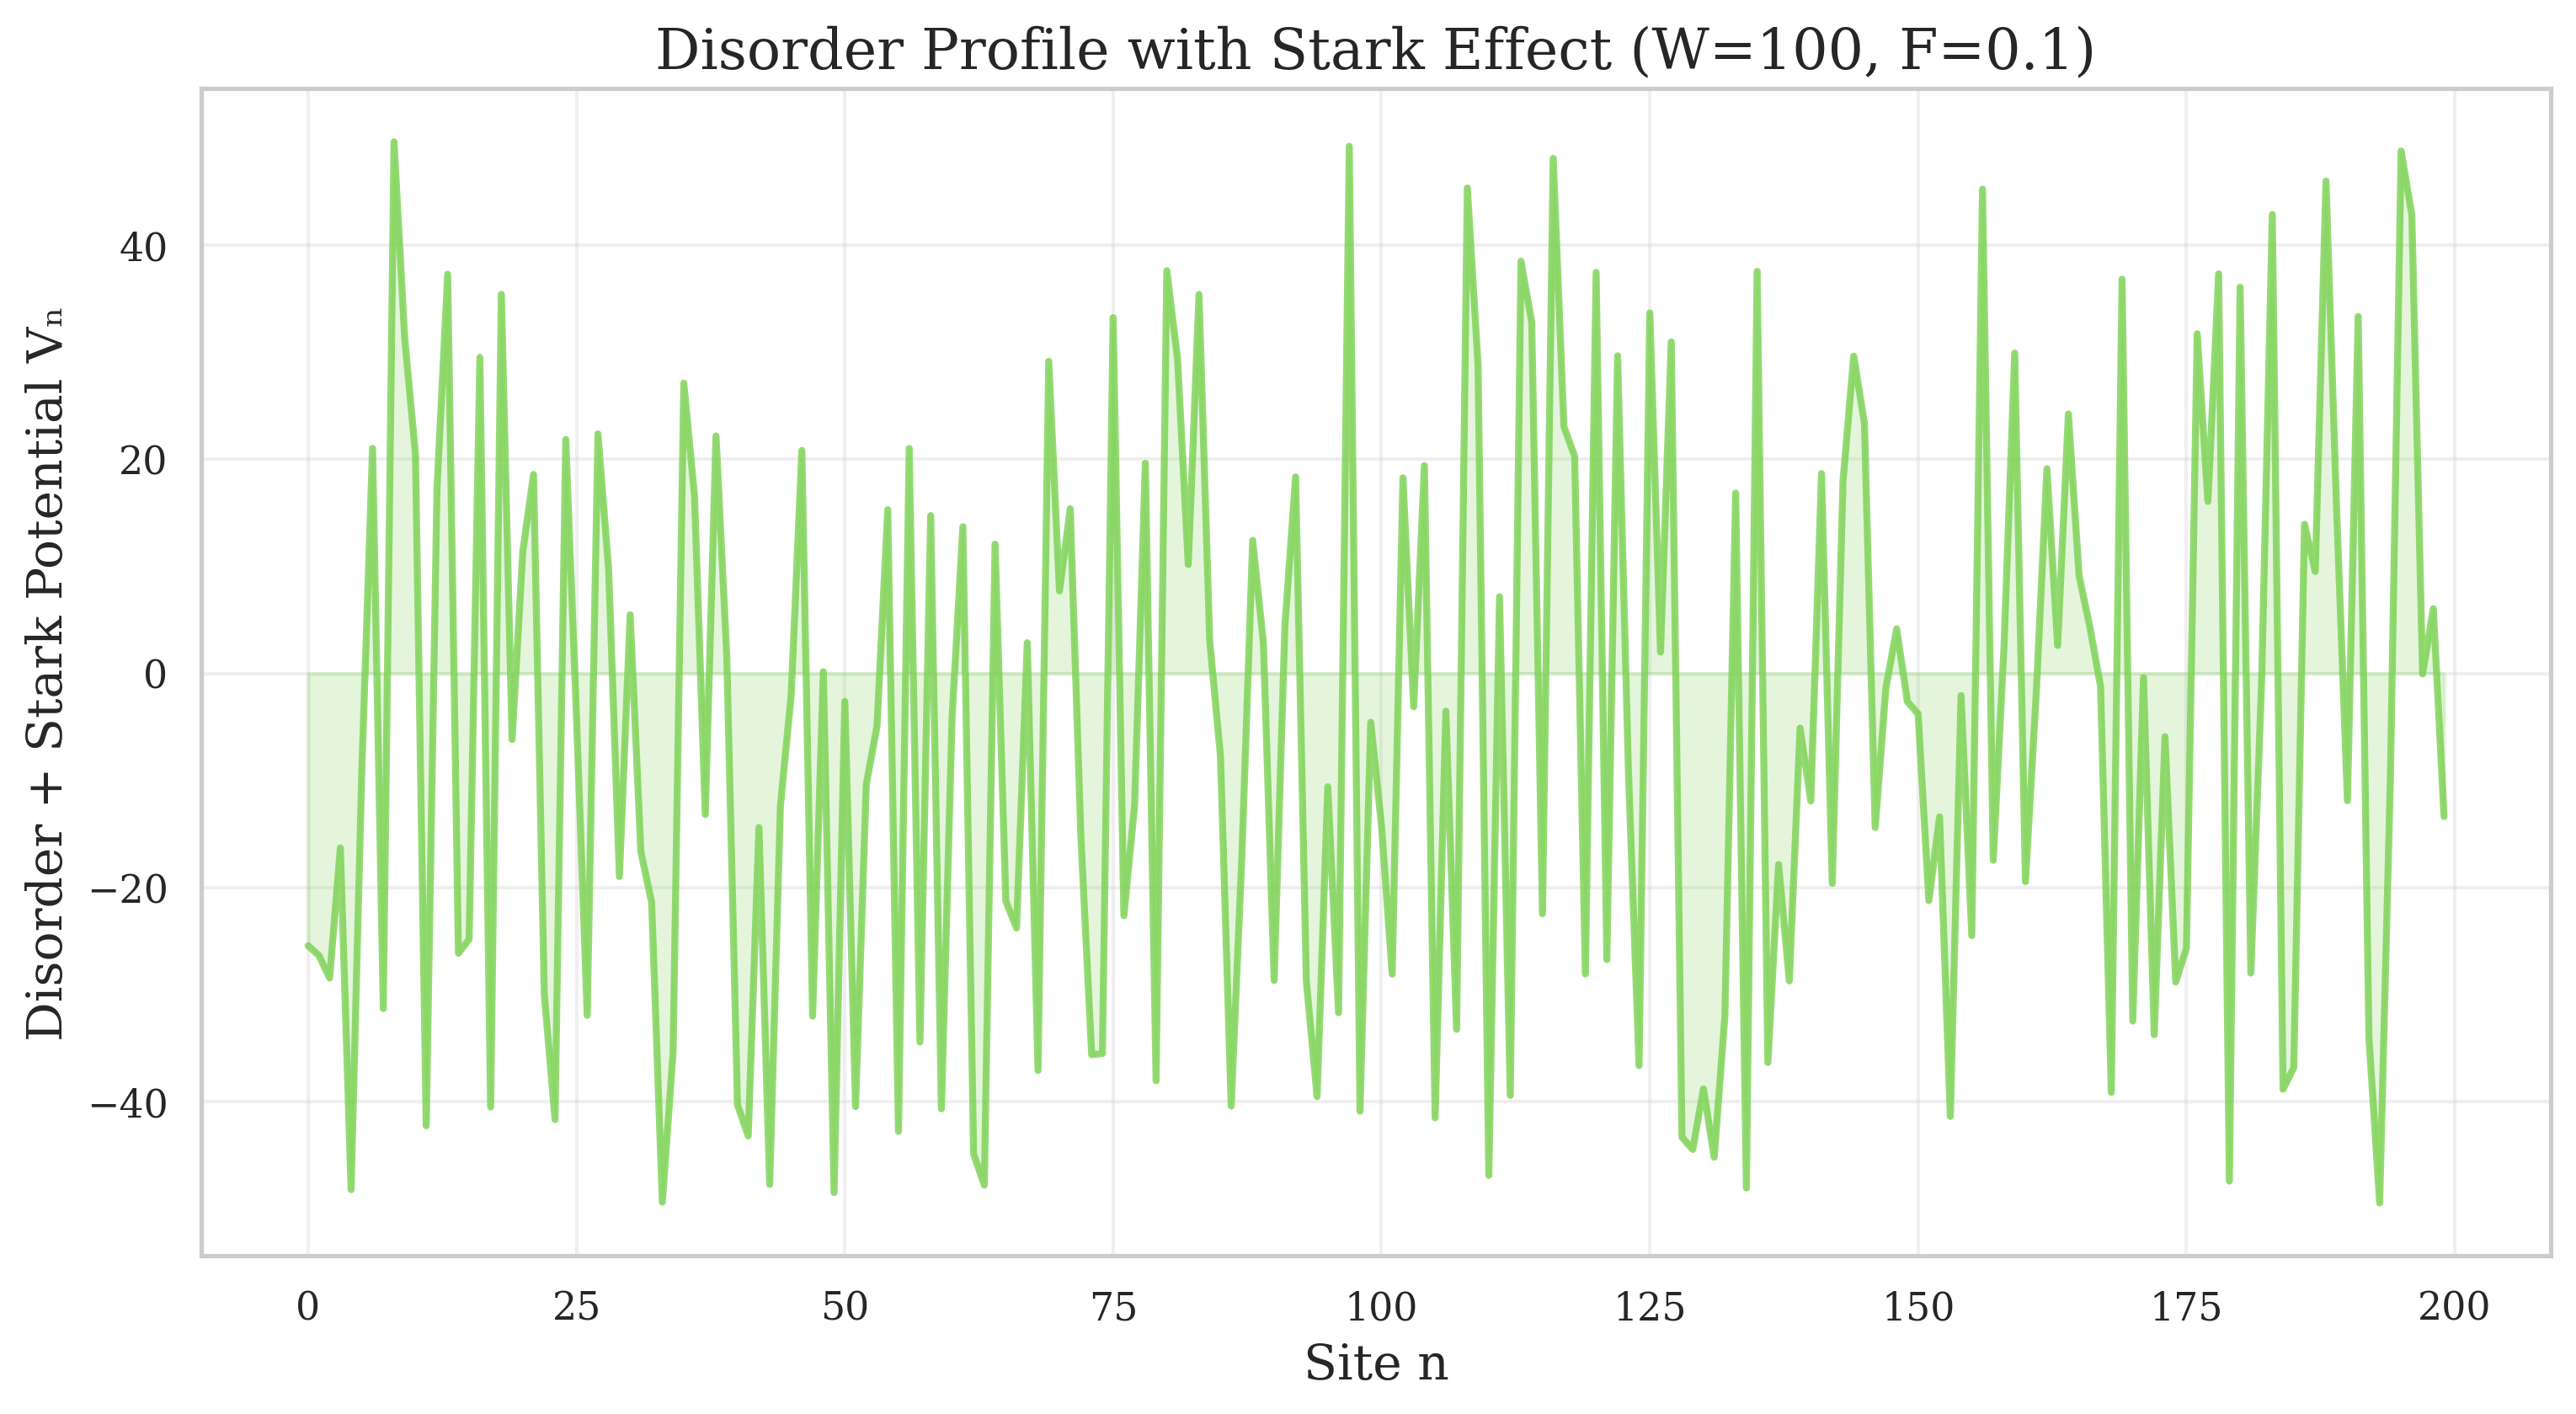 Disorder Profile with Stark Effect (W=100, F=0.1)
Disorder + Stark Potential Vₙ
40
20
0
−20
−40
0 25 50 75 100 125 150 175 200
Site n